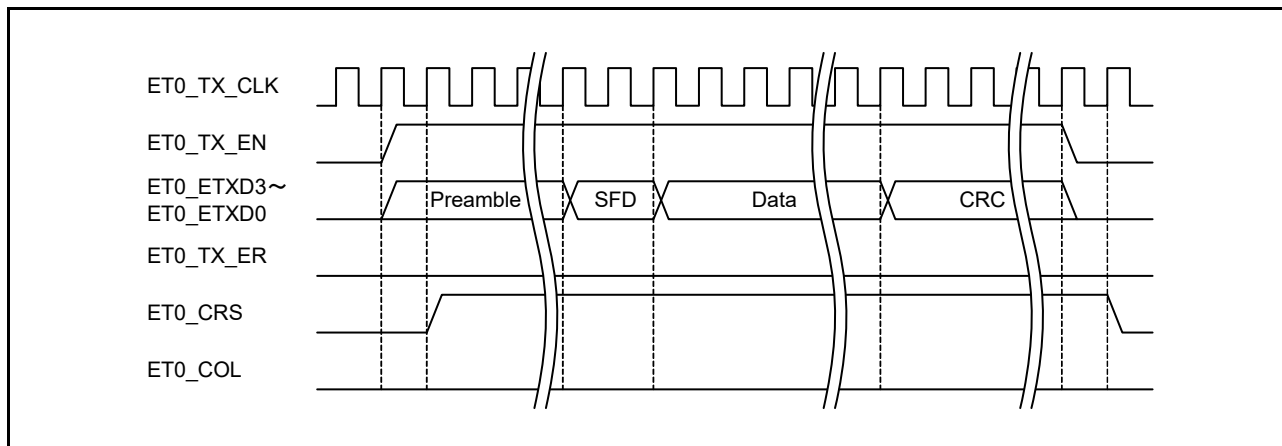 ET0_TX_CLK
ET0_TX_EN
ET0_ETXD3~
ET0_ETXD0
Preamble
SFD
Data
CRC
ET0_TX_ER
ET0_CRS
ET0_COL